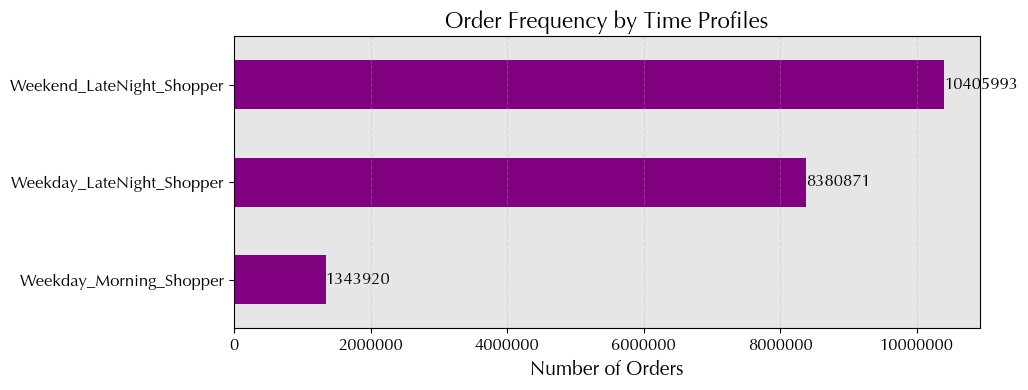 Order Frequency by Time Profiles
Weekend_LateNight_Shopper
10405993
Weekday_LateNight_Shopper
8380871
Weekday_Morning_Shopper
1343920
0 2000000 4000000 6000000 8000000 10000000
Number of Orders